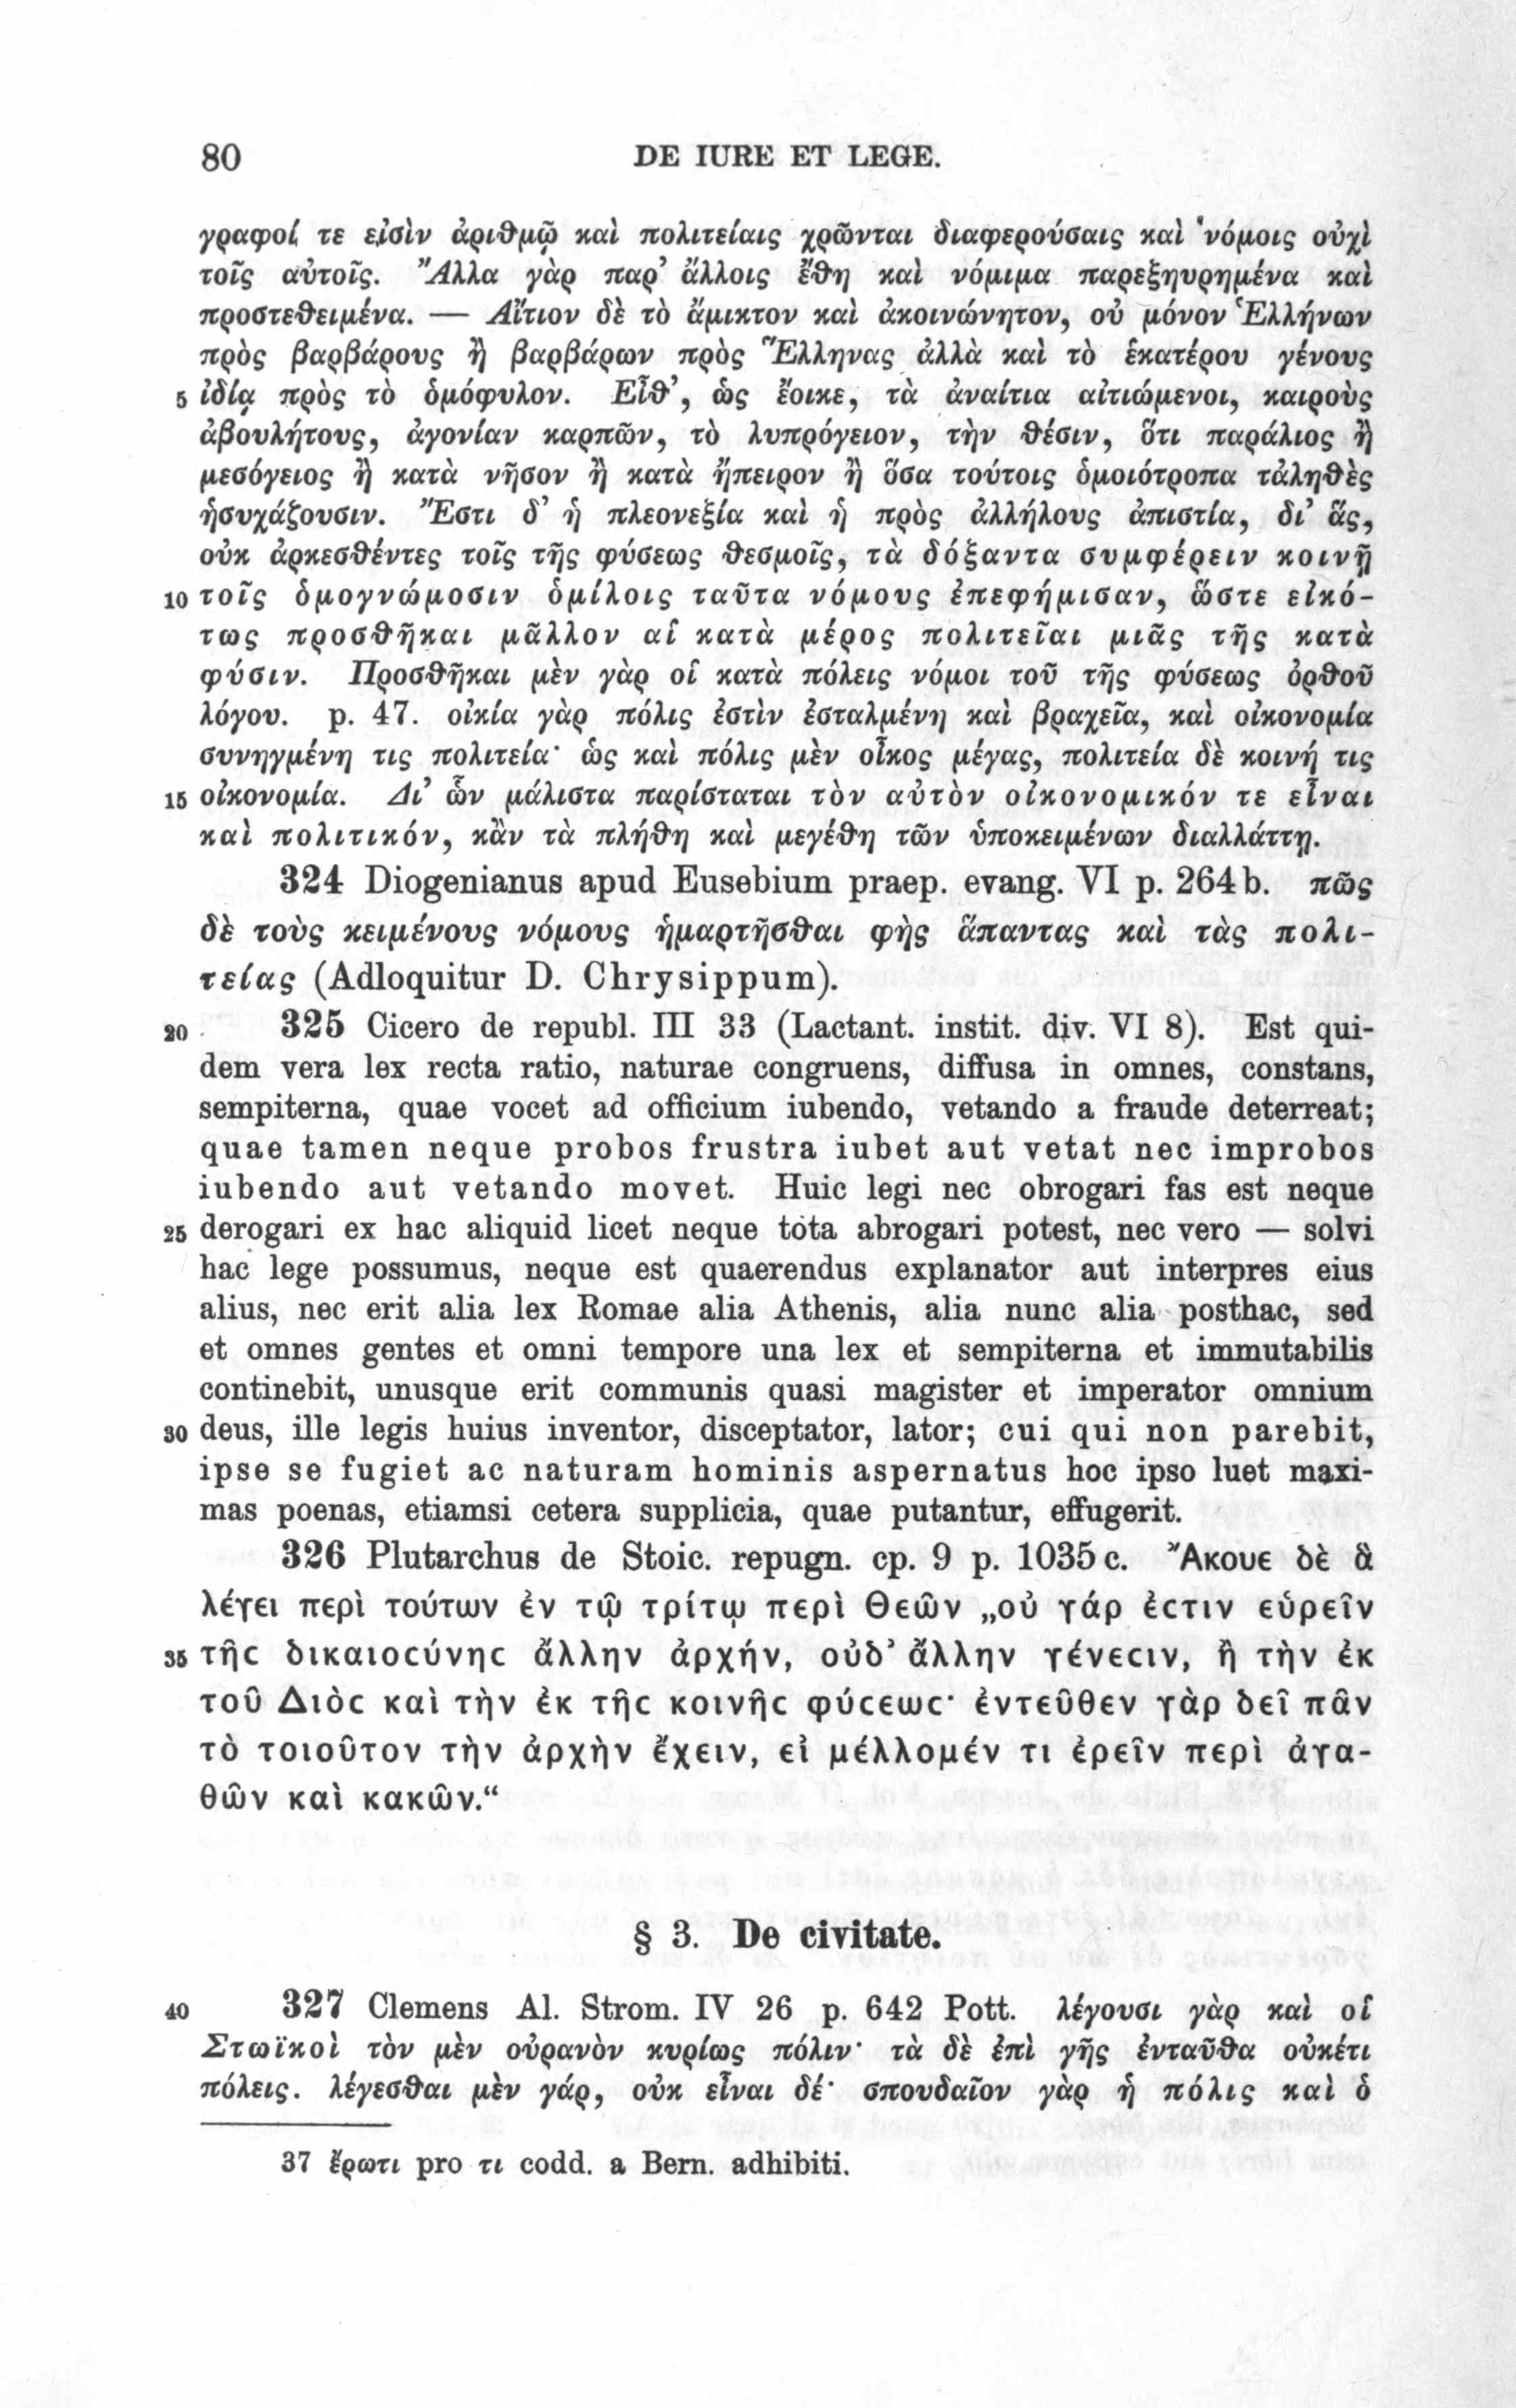 80 DE IURE ET LEGE.
γραφοί τε εἰσὶν ἀριθμῷ καὶ πολιτείαις χρῶνται διαφερούσαις καὶ νόμοις οὐχὶ
τοῖς αὐτοῖς. Ἄλλα γὰρ παρ’ ἄλλοις ἔθη καὶ νόμιμα παρεξηυρημένα καὶ
προστεθειμένα. — Αἴτιον δὲ τὸ ἄμικτον καὶ ἀκοινώνητον, οὐ μόνον Ἑλλήνων
πρὸς βαρβάρους ἢ βαρβάρων πρὸς Ἕλληνας ἀλλὰ καὶ τὸ ἑκατέρου γένους
5 ἰδίᾳ πρὸς τὸ ὁμόφυλον. Εἶθ’, ὡς ἔοικε, τὰ ἀναίτια αἰτιώμενοι, καιροὺς
ἀβουλήτους, ἀγονίαν καρπῶν, τὸ λυπρόγειον, τὴν θέσιν, ὅτι παράλιος ἢ
μεσόγειος ἢ κατὰ νῆσον ἢ κατὰ ἤπειρον ἢ ὅσα τούτοις ὁμοιότροπα τἀληθὲς
ἡσυχάζουσιν. Ἔστι δ’ ἡ πλεονεξία καὶ ἡ πρὸς ἀλλήλους ἀπιστία, δι’ ἅς,
οὐκ ἀρκεσθέντες τοῖς τῆς φύσεως θεσμοῖς, τὰ δόξαντα συμφέρειν κοινῇ
10 τοῖς ὁμογνώμοσιν ὁμίλοις ταῦτα νόμους ἐπεφήμισαν, ὥστε εἰκό-
τως προσθῆκαι μᾶλλον αἱ κατὰ μέρος πολιτεῖαι μιᾶς τῆς κατὰ
φύσιν. Προσθῆκαι μὲν γὰρ οἱ κατὰ πόλεις νόμοι τοῦ τῆς φύσεως ὀρθοῦ
λόγου. p. 47. οἰκία γὰρ πόλις ἐστὶν ἐσταλμένη καὶ βραχεῖα, καὶ οἰκονομία
συνηγμένη τις πολιτεία· ὡς καὶ πόλις μὲν οἶκος μέγας, πολιτεία δὲ κοινή τις
15 οἰκονομία. Δι’ ὧν μάλιστα παρίσταται τὸν αὐτὸν οἰκονομικόν τε εἶναι
καὶ πολιτικόν, κἂν τὰ πλήθη καὶ μεγέθη τῶν ὑποκειμένων διαλλάττῃ.
324 Diogenianus apud Eusebium praep. evang. VI p. 264b. πῶς
δὲ τοὺς κειμένους νόμους ἡμαρτῆσθαι φὴς ἅπαντας καὶ τὰς πολι-
τείας (Adloquitur D. Chrysippum).
20 325 Cicero de republ. III 33 (Lactant. instit. div. VI 8). Est qui-
dem vera lex recta ratio, naturae congruens, diffusa in omnes, constans,
sempiterna, quae vocet ad officium iubendo, vetando a fraude deterreat;
quae tamen neque probos frustra iubet aut vetat nec improbos
iubendo aut vetando movet. Huic legi nec obrogari fas est neque
25 derogari ex hac aliquid licet neque tota abrogari potest, nec vero — solvi
hac lege possumus, neque est quaerendus explanator aut interpres eius
alius, nec erit alia lex Romae alia Athenis, alia nunc alia posthac, sed
et omnes gentes et omni tempore una lex et sempiterna et immutabilis
continebit, unusque erit communis quasi magister et imperator omnium
30 deus, ille legis huius inventor, disceptator, lator; cui qui non parebit,
ipse se fugiet ac naturam hominis aspernatus hoc ipso luet maxi-
mas poenas, etiamsi cetera supplicia, quae putantur, effugerit.
326 Plutarchus de Stoic. repugn. cp. 9 p. 1035c. Ἄκουε δὲ ἃ
λέγει περὶ τούτων ἐν τῷ τρίτῳ περὶ Θεῶν „οὐ γάρ ἐϲτιν εὑρεῖν
35 τῆϲ δικαιοϲύνηϲ ἄλλην ἀρχήν, οὐδ’ ἄλλην γένεϲιν, ἢ τὴν ἐκ
τοῦ Διὸϲ καὶ τὴν ἐκ τῆϲ κοινῆϲ φύϲεωϲ· ἐντεῦθεν γὰρ δεῖ πᾶν
τὸ τοιοῦτον τὴν ἀρχὴν ἔχειν, εἰ μέλλομέν τι ἐρεῖν περὶ ἀγα-
θῶν καὶ κακῶν.“
§ 3. De civitate.
40 327 Clemens Al. Strom. IV 26 p. 642 Pott. λέγουσι γὰρ καὶ οἱ
Στωϊκοὶ τὸν μὲν οὐρανὸν κυρίως πόλιν· τὰ δὲ ἐπὶ γῆς ἐνταῦθα οὐκέτι
πόλεις. λέγεσθαι μὲν γάρ, οὐκ εἶναι δέ· σπουδαῖον γὰρ ἡ πόλις καὶ ὁ
37 ἔρωτι pro τι codd. a Bern. adhibiti.